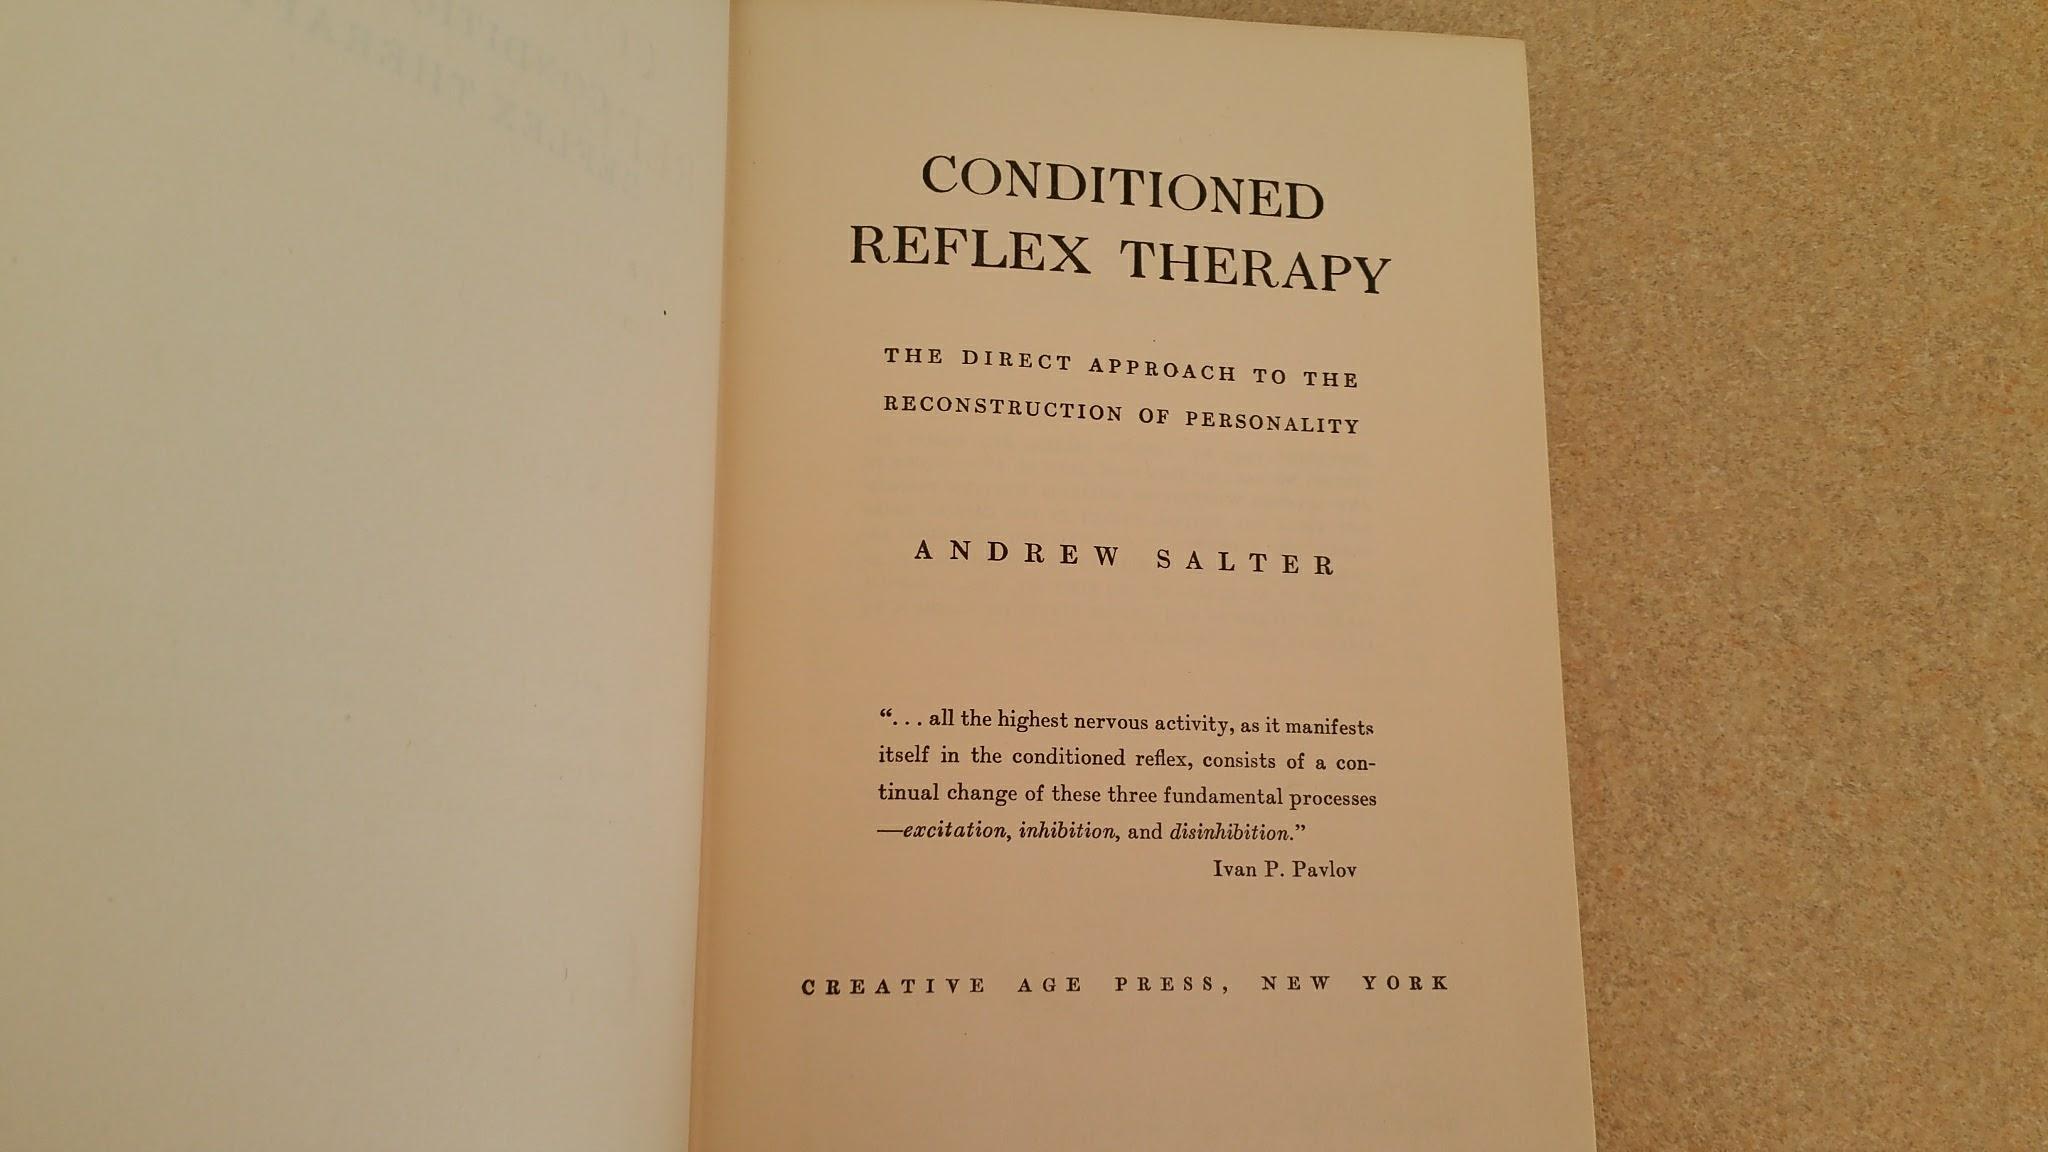 CONDITIONED
REFLEX THERAPY
THE DIRECT APPROACH TO THE
RECONSTRUCTION OF PERSONALITY
ANDREW SALTER
“. . . all the highest nervous activity, as it manifests
itself in the conditioned reflex, consists of a con-
tinual change of these three fundamental processes
—excitation, inhibition, and disinhibition.”
Ivan P. Pavlov
CREATIVE AGE PRESS, NEW YORK